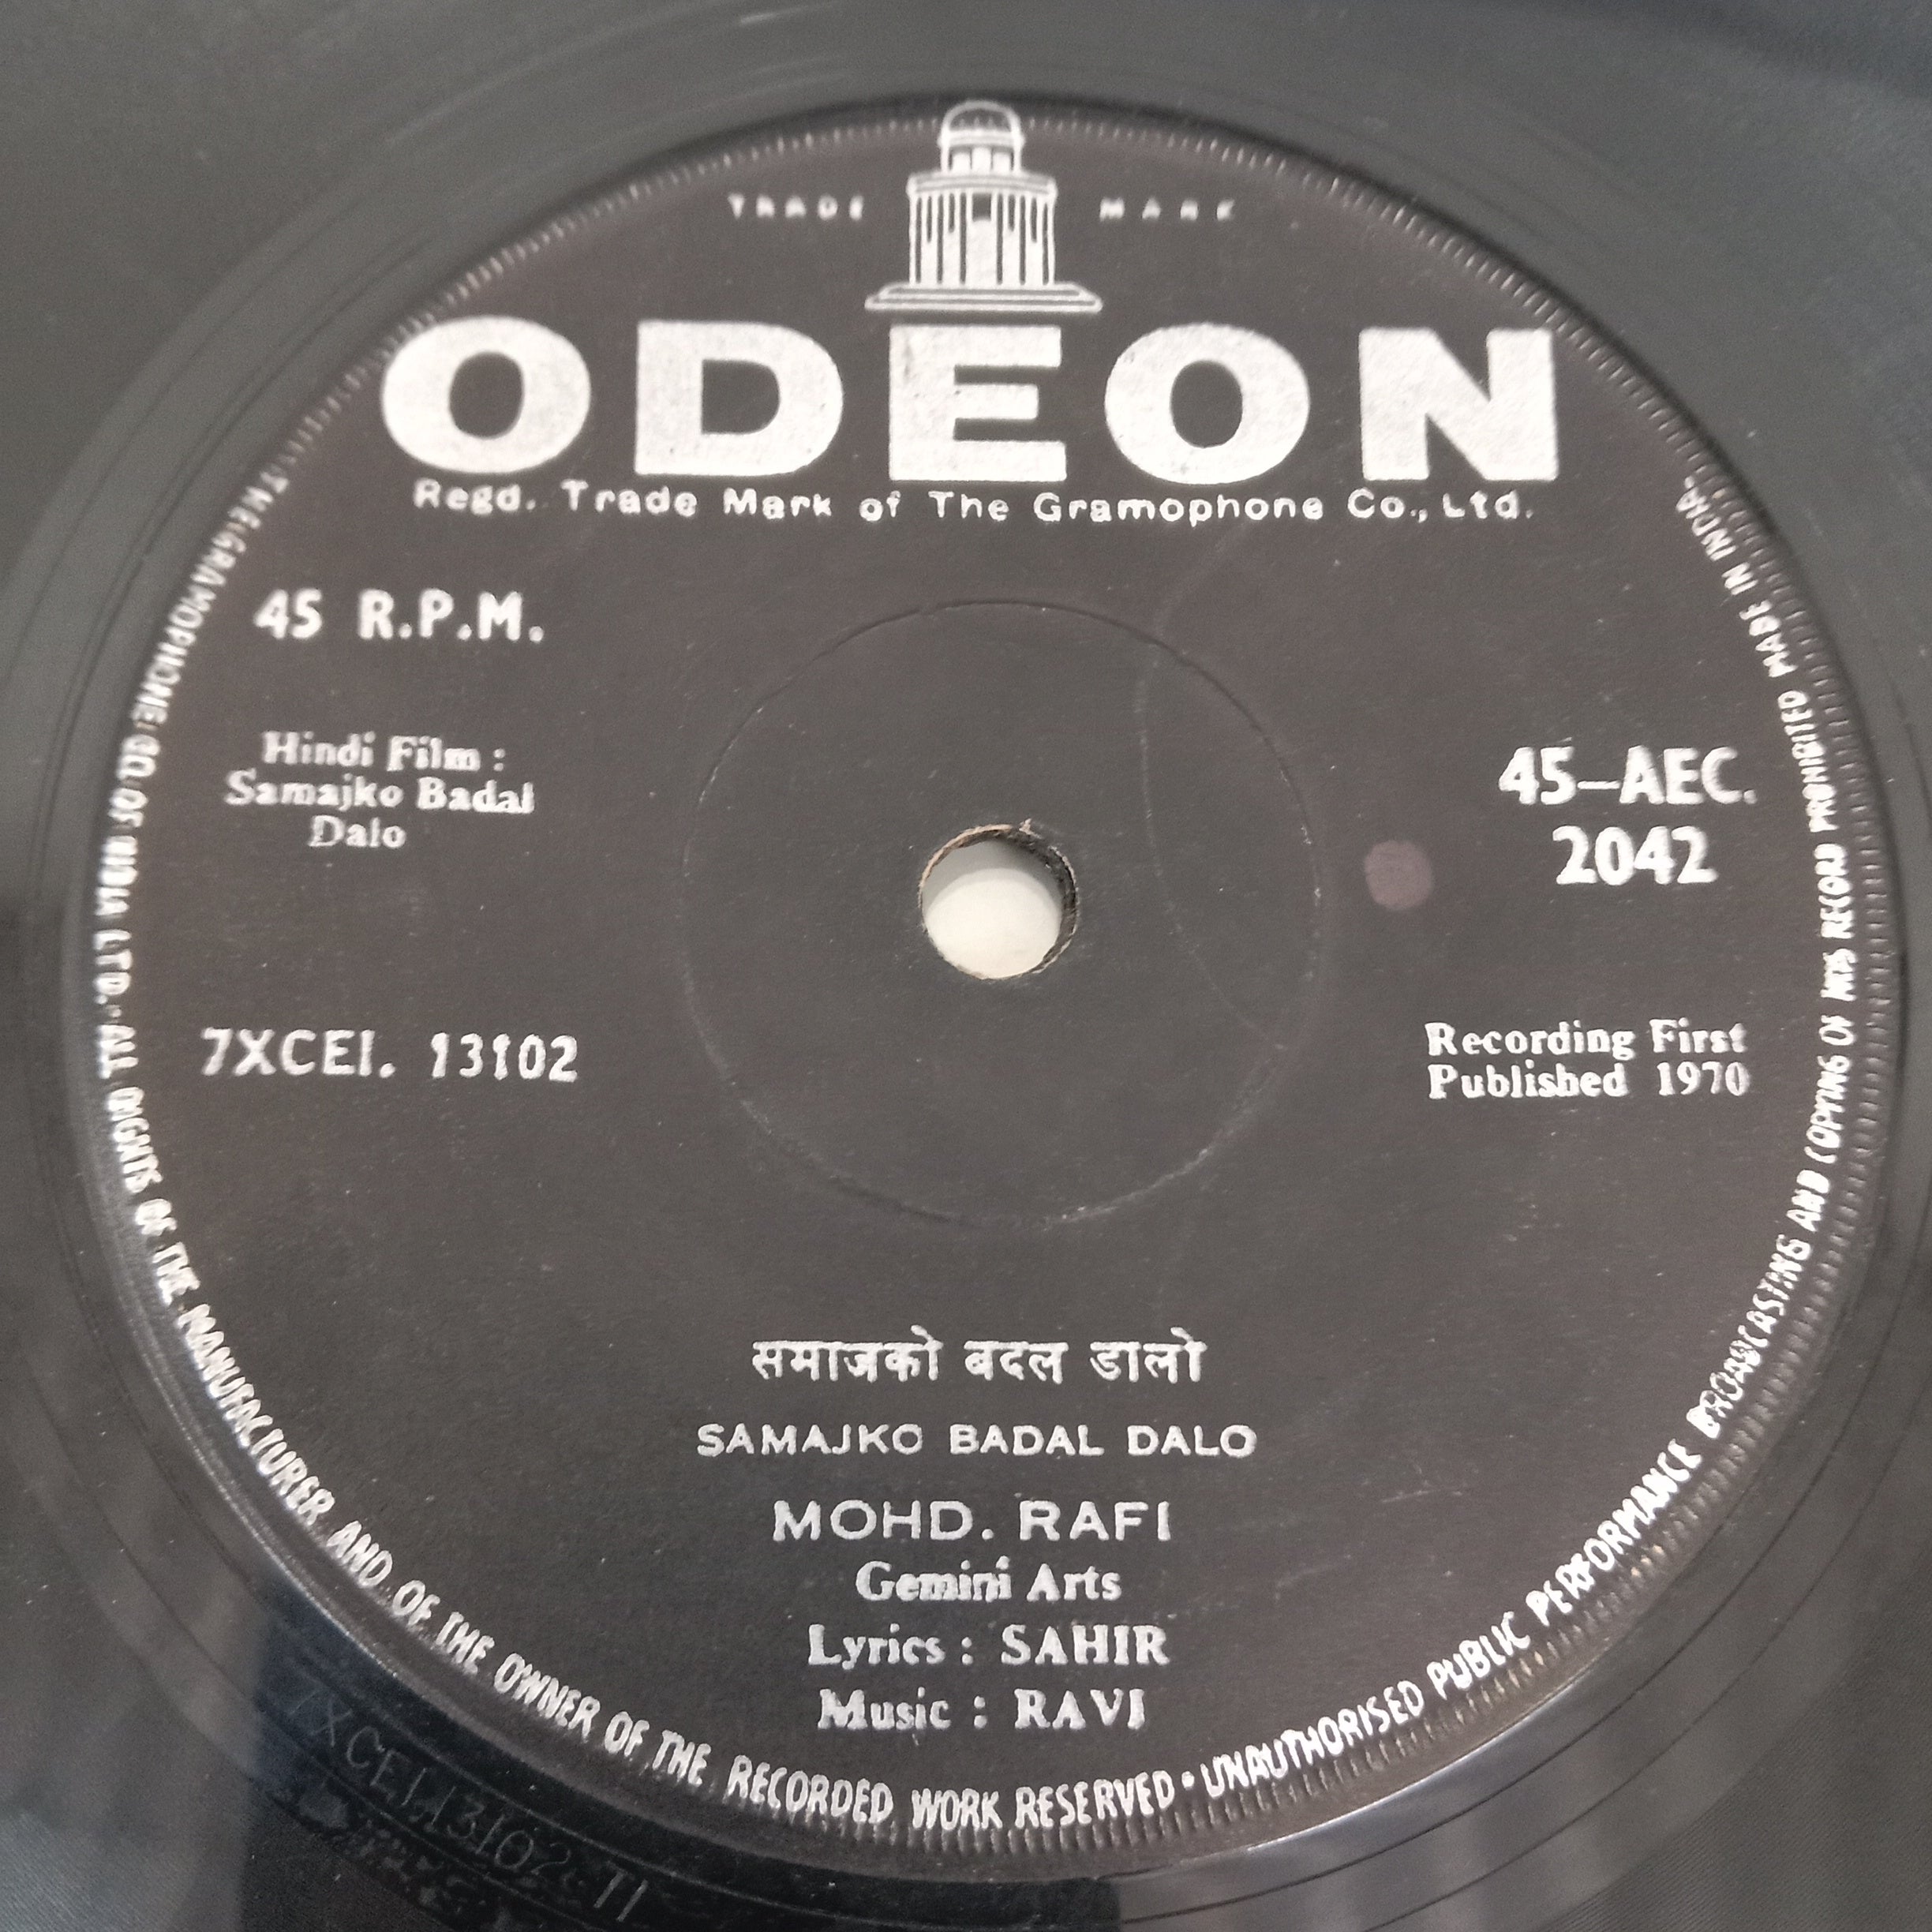 TRADE MARK
ODEON
Regd. Trade Mark of The Gramophone Co., Ltd.
45 R.P.M.
Hindi Film :
Samajko Badal
Dalo
45–AEC.
2042
7XCEI. 13102
Recording First
Published 1970
समाजको बदल डालो
SAMAJKO BADAL DALO
MOHD. RAFI
Gemini Arts
Lyrics : SAHIR
Music : RAVI
THE GRAMOPHONE CO. OF INDIA LTD. ALL RIGHTS OF THE MANUFACTURER AND OF THE OWNER OF THE RECORDED WORK RESERVED • UNAUTHORISED PUBLIC PERFORMANCE BROADCASTING AND COPYING OF THIS RECORD PROHIBITED MADE IN INDIA
7XCEI.13102-T1